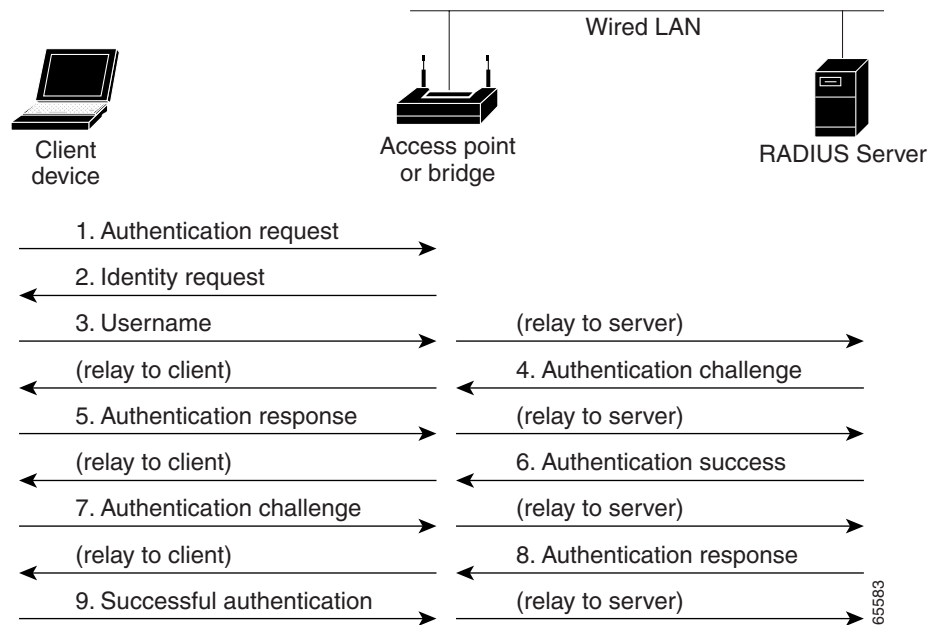 Wired LAN
Client
device
Access point
or bridge
RADIUS Server
1. Authentication request
2. Identity request
3. Username
(relay to server)
(relay to client)
4. Authentication challenge
5. Authentication response
(relay to server)
(relay to client)
6. Authentication success
7. Authentication challenge
(relay to server)
(relay to client)
8. Authentication response
9. Successful authentication
(relay to server)
65583